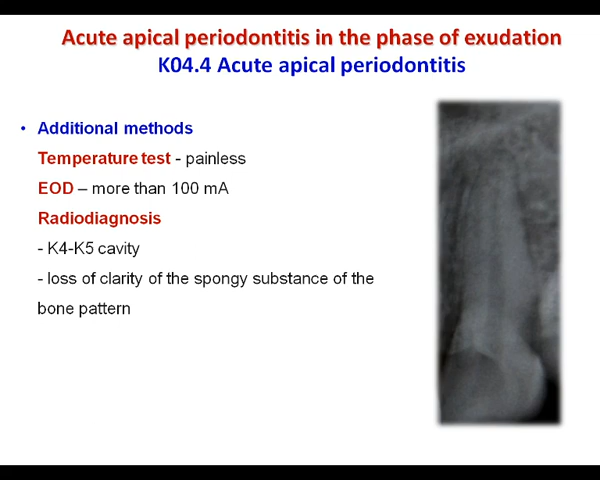 Acute apical periodontitis in the phase of exudation
K04.4 Acute apical periodontitis
• Additional methods
Temperature test - painless
EOD – more than 100 mA
Radiodiagnosis
- K4-K5 cavity
- loss of clarity of the spongy substance of the
bone pattern